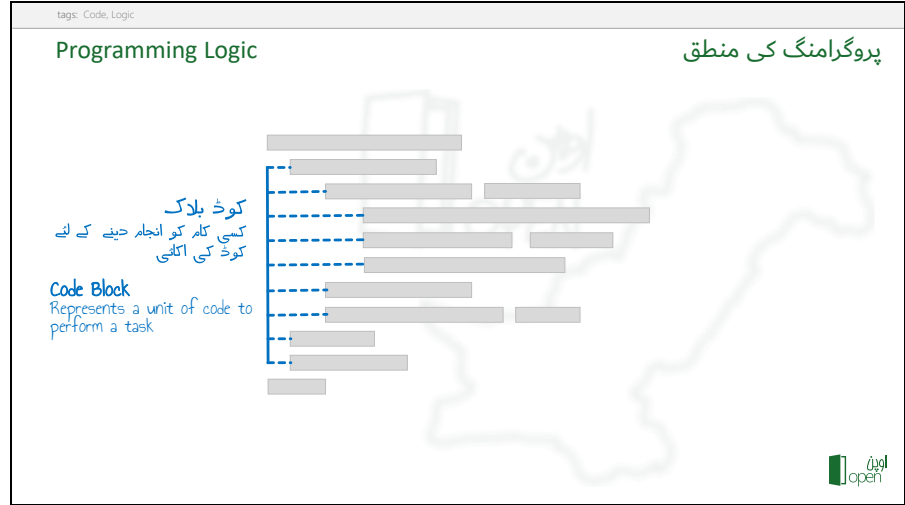 tags: Code, Logic
Programming Logic
پروگرامنگ کی منطق
کوڈ بلاک
کسی کام کو انجام دینے کے لئے
کوڈ کی اکائی
Code Block
Represents a unit of code to
perform a task
اوپن
open